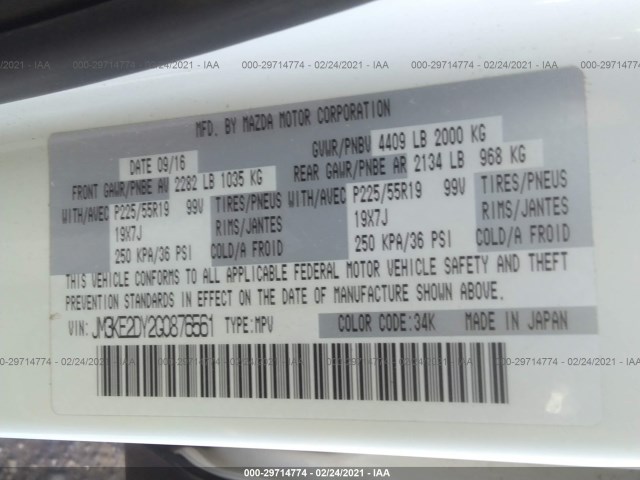 000-29714774 - 02/24/2021 - IAA
MFD. BY MAZDA MOTOR CORPORATION
DATE 09/16 GVWR/PNBV 4409 LB 2000 KG
FRONT GAWR/PNBE AV 2282 LB 1035 KG REAR GAWR/PNBE AR 2134 LB 968 KG
WITH/AVEC P225/55R19 99V TIRES/PNEUS WITH/AVEC P225/55R19 99V TIRES/PNEUS
19X7J RIMS/JANTES 19X7J RIMS/JANTES
250 KPA/36 PSI COLD/A FROID 250 KPA/36 PSI COLD/A FROID
THIS VEHICLE CONFORMS TO ALL APPLICABLE FEDERAL MOTOR VEHICLE SAFETY AND THEFT
PREVENTION STANDARDS IN EFFECT ON THE DATE OF MANUFACTURE SHOWN ABOVE.
VIN: JM3KE2DY2G0876561 TYPE:MPV COLOR CODE:34K MADE IN JAPAN
000-29714774 - 02/24/2021 - IAA